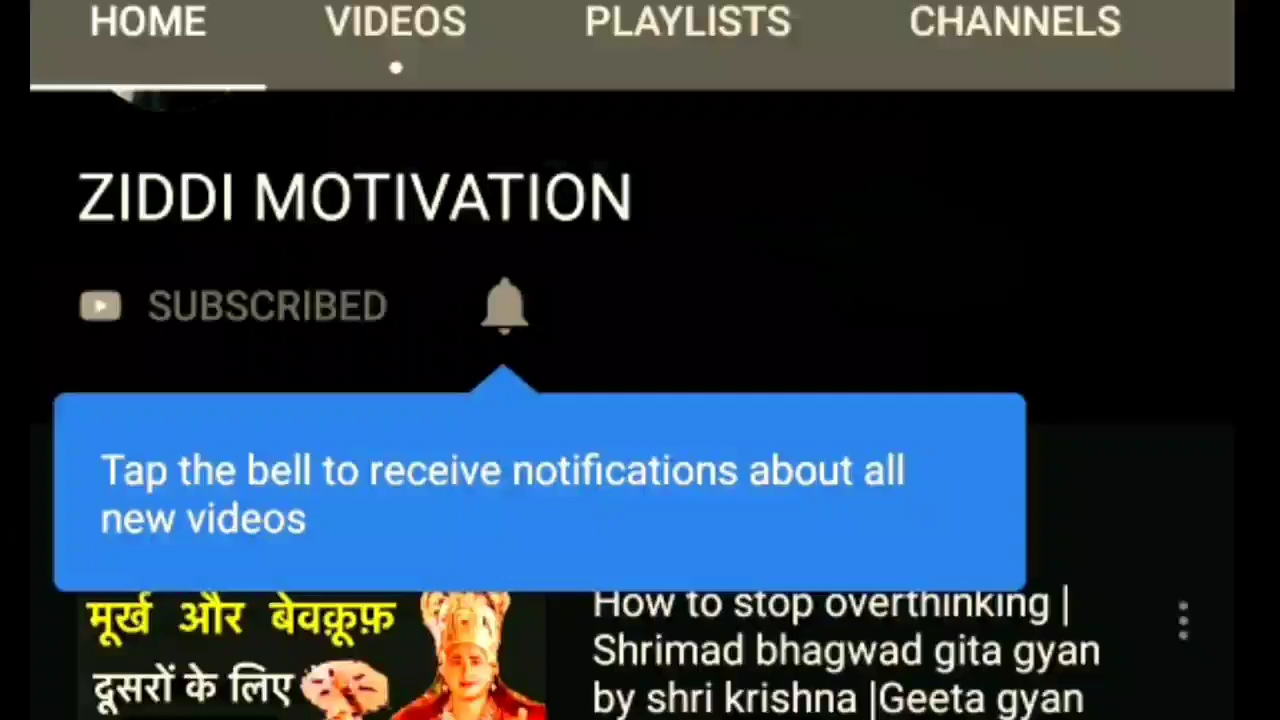 HOME VIDEOS PLAYLISTS CHANNELS
ZIDDI MOTIVATION
SUBSCRIBED
Tap the bell to receive notifications about all
new videos
मूर्ख और बेवक़ूफ़
दूसरों के लिए
How to stop overthinking |
Shrimad bhagwad gita gyan
by shri krishna |Geeta gyan